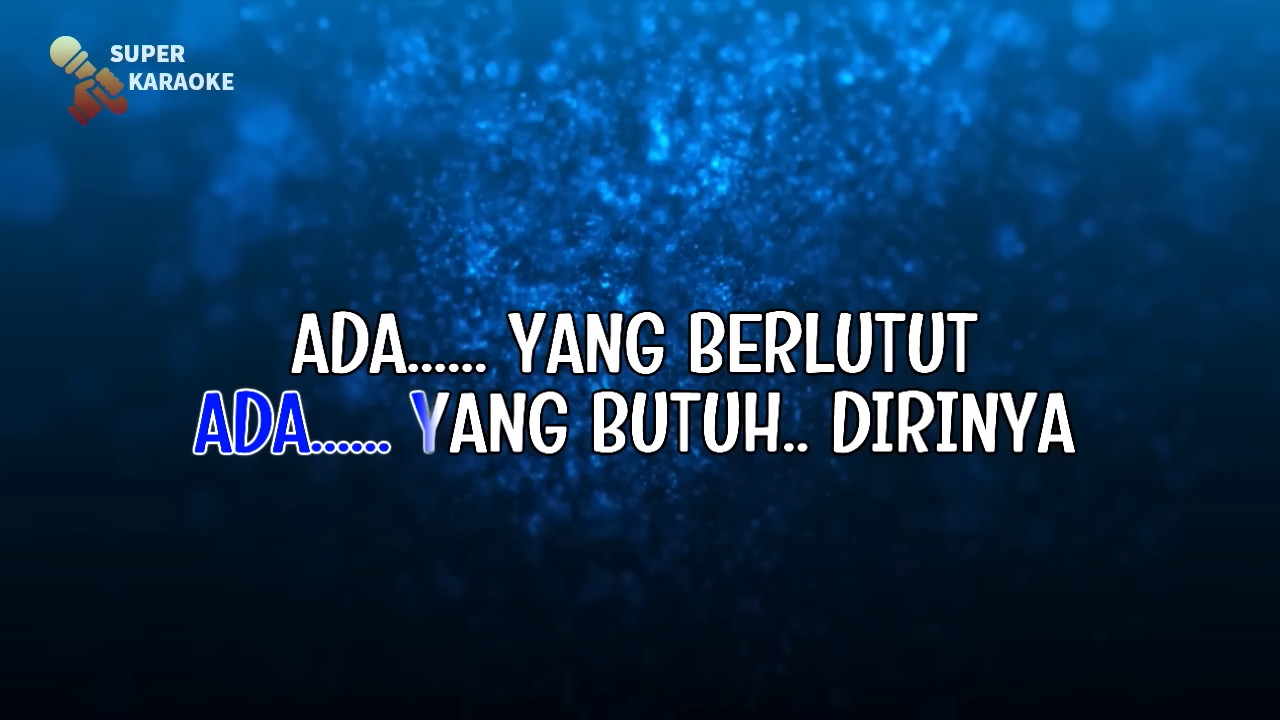 SUPER
KARAOKE
ADA...... YANG BERLUTUT
ADA...... YANG BUTUH.. DIRINYA